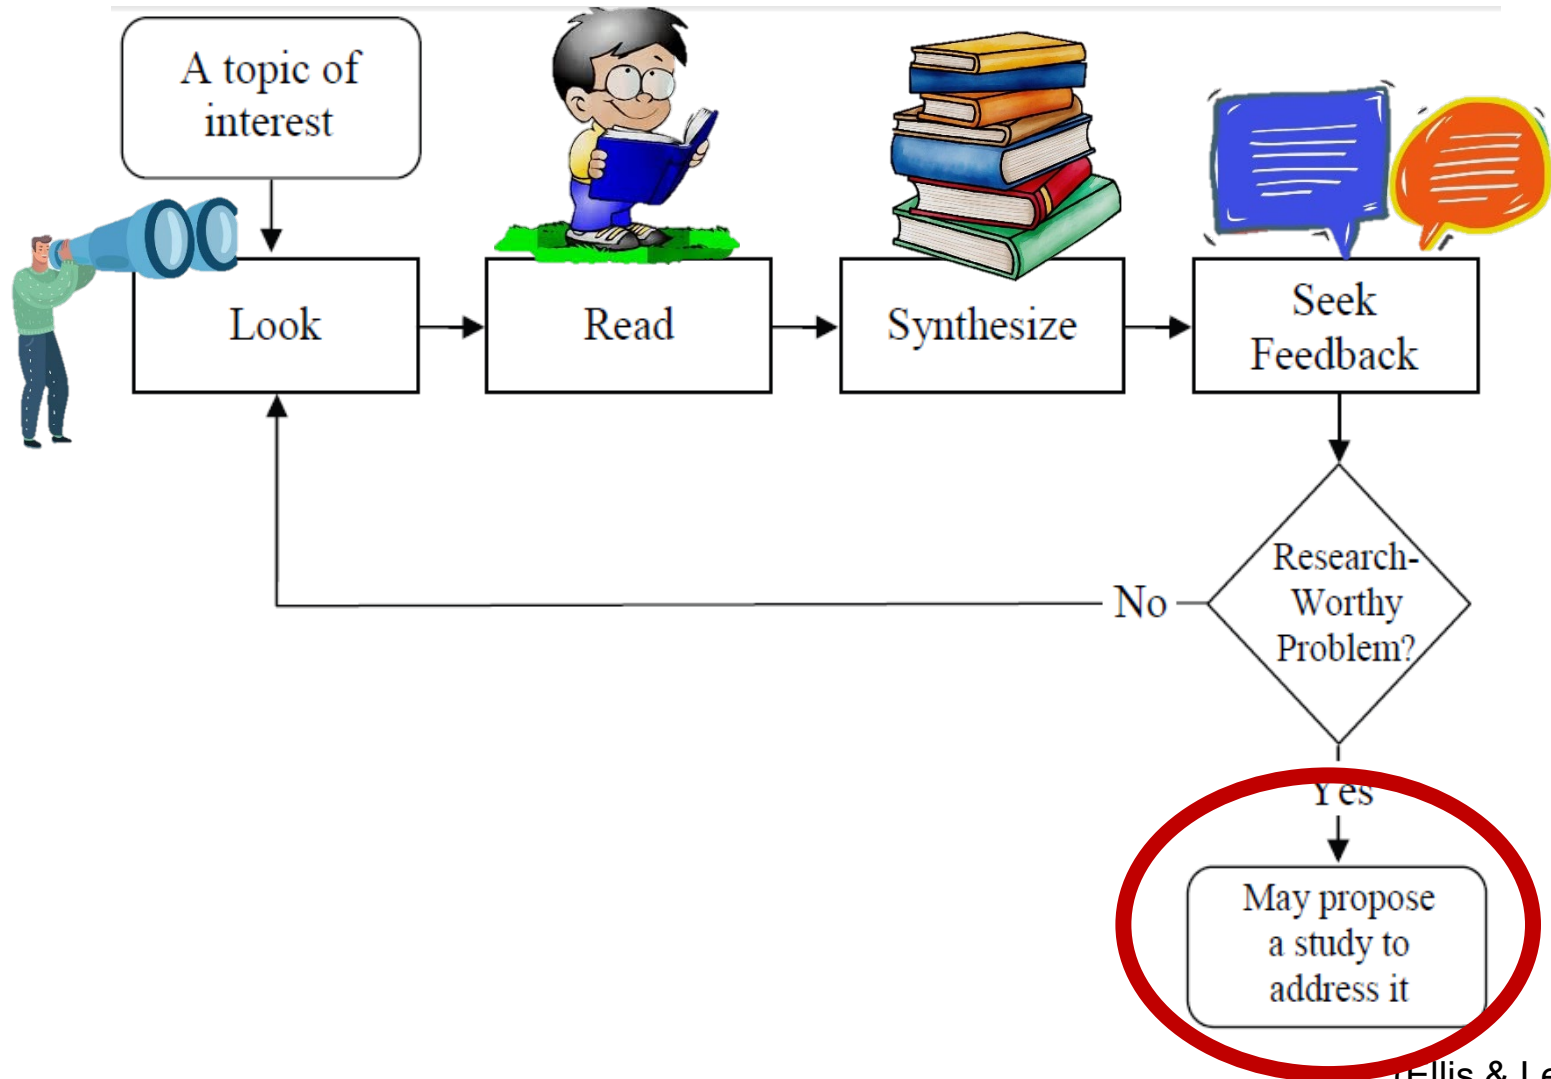 A topic of
interest
Look
Read
Synthesize
Seek
Feedback
Research-
Worthy
Problem?
No
Yes
May propose
a study to
address it
(Ellis &